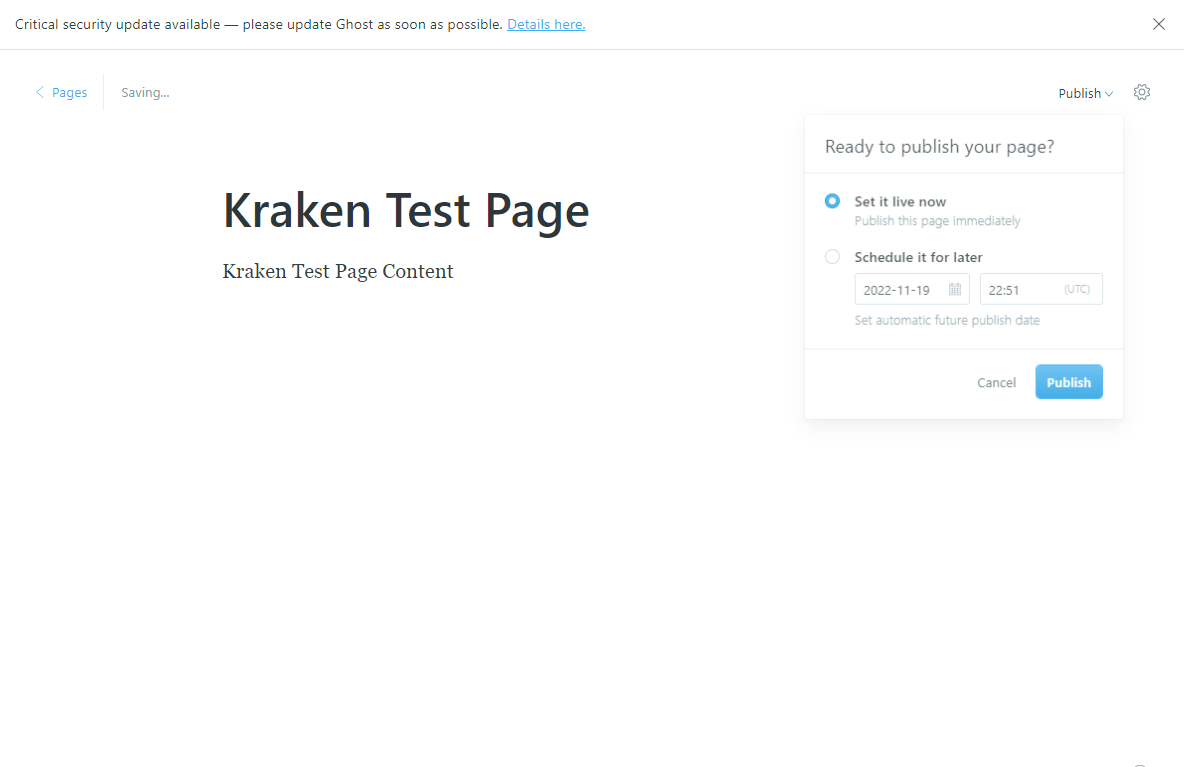 Critical security update available — please update Ghost as soon as possible. Details here.
Pages
Saving...
Publish
Ready to publish your page?
Kraken Test Page
Set it live now
Publish this page immediately
Schedule it for later
Kraken Test Page Content
2022-11-19
22:51
(UTC)
Set automatic future publish date
Cancel
Publish